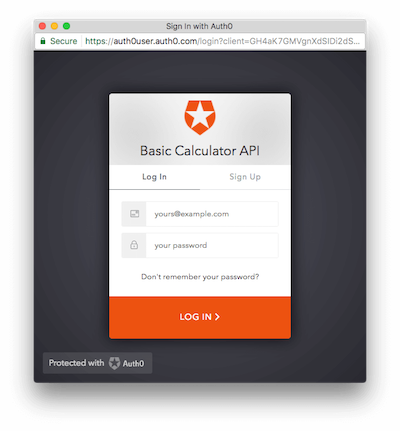 Sign In with Auth0
Secure https://auth0user.auth0.com/login?client=GH4aK7GMVgnXdSIDi2dS...
Basic Calculator API
Log In
Sign Up
yours@example.com
your password
Don't remember your password?
LOG IN >
Protected with Auth0